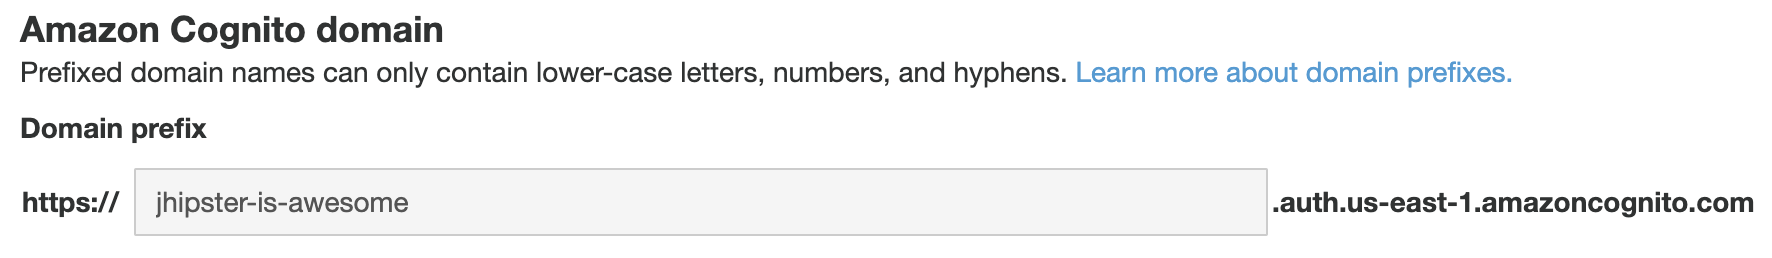 Amazon Cognito domain
Prefixed domain names can only contain lower-case letters, numbers, and hyphens. Learn more about domain prefixes.
Domain prefix
https:// jhipster-is-awesome .auth.us-east-1.amazoncognito.com